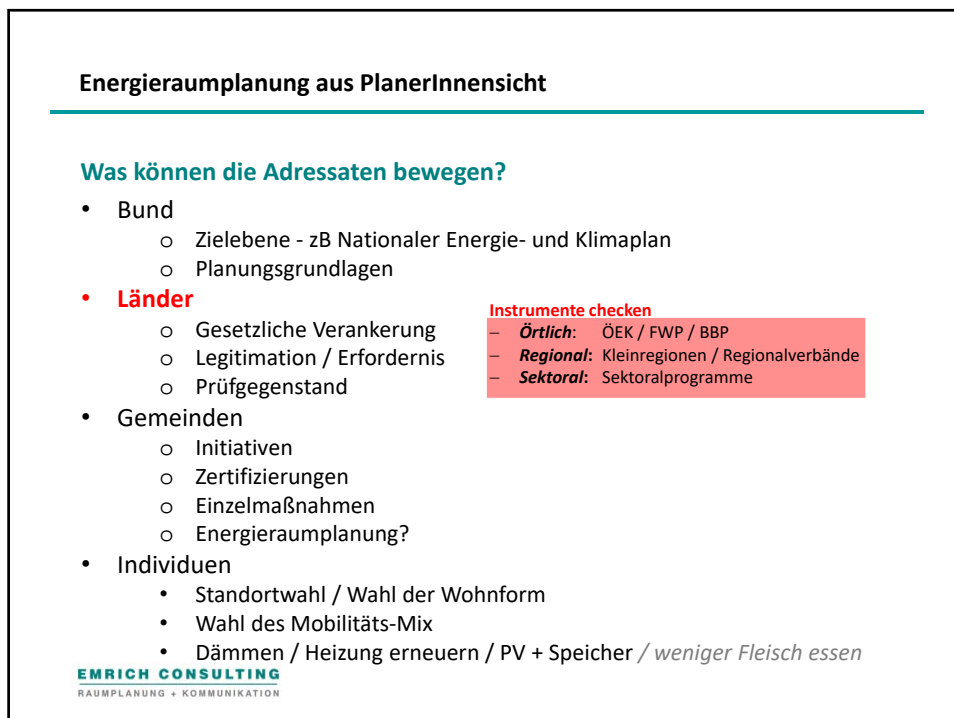 Energieraumplanung aus PlanerInnensicht
Was können die Adressaten bewegen?
• Bund
o Zielebene - zB Nationaler Energie- und Klimaplan
o Planungsgrundlagen
• Länder
o Gesetzliche Verankerung
o Legitimation / Erfordernis
o Prüfgegenstand
Instrumente checken
– Örtlich: ÖEK / FWP / BBP
– Regional: Kleinregionen / Regionalverbände
– Sektoral: Sektoralprogramme
• Gemeinden
o Initiativen
o Zertifizierungen
o Einzelmaßnahmen
o Energieraumplanung?
• Individuen
• Standortwahl / Wahl der Wohnform
• Wahl des Mobilitäts-Mix
• Dämmen / Heizung erneuern / PV + Speicher / weniger Fleisch essen
EMRICH CONSULTING
RAUMPLANUNG + KOMMUNIKATION